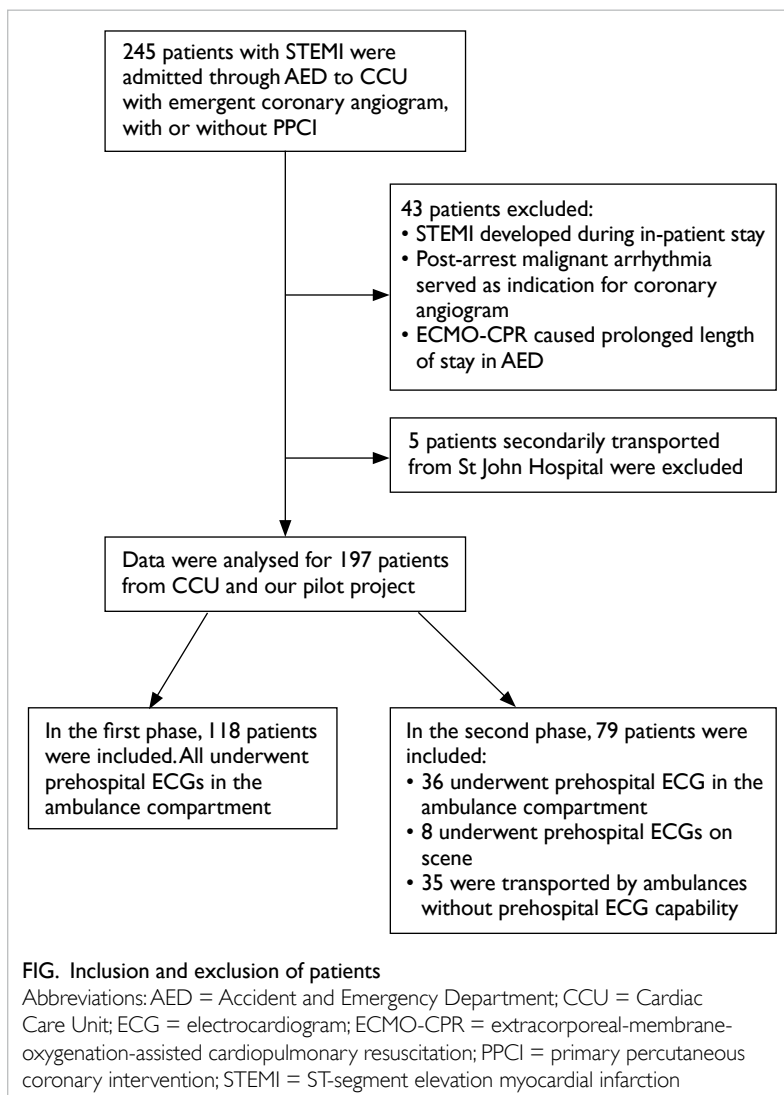 245 patients with STEMI were
admitted through AED to CCU
with emergent coronary angiogram,
with or without PPCI
43 patients excluded:
• STEMI developed during in-patient stay
• Post-arrest malignant arrhythmia
served as indication for coronary
angiogram
• ECMO-CPR caused prolonged length
of stay in AED
5 patients secondarily transported
from St John Hospital were excluded
Data were analysed for 197 patients
from CCU and our pilot project
In the first phase, 118 patients
were included. All underwent
prehospital ECGs in the
ambulance compartment
In the second phase, 79 patients were
included:
• 36 underwent prehospital ECG in the
ambulance compartment
• 8 underwent prehospital ECGs on
scene
• 35 were transported by ambulances
without prehospital ECG capability
FIG. Inclusion and exclusion of patients
Abbreviations: AED = Accident and Emergency Department; CCU = Cardiac
Care Unit; ECG = electrocardiogram; ECMO-CPR = extracorporeal-membrane-
oxygenation-assisted cardiopulmonary resuscitation; PPCI = primary percutaneous
coronary intervention; STEMI = ST-segment elevation myocardial infarction